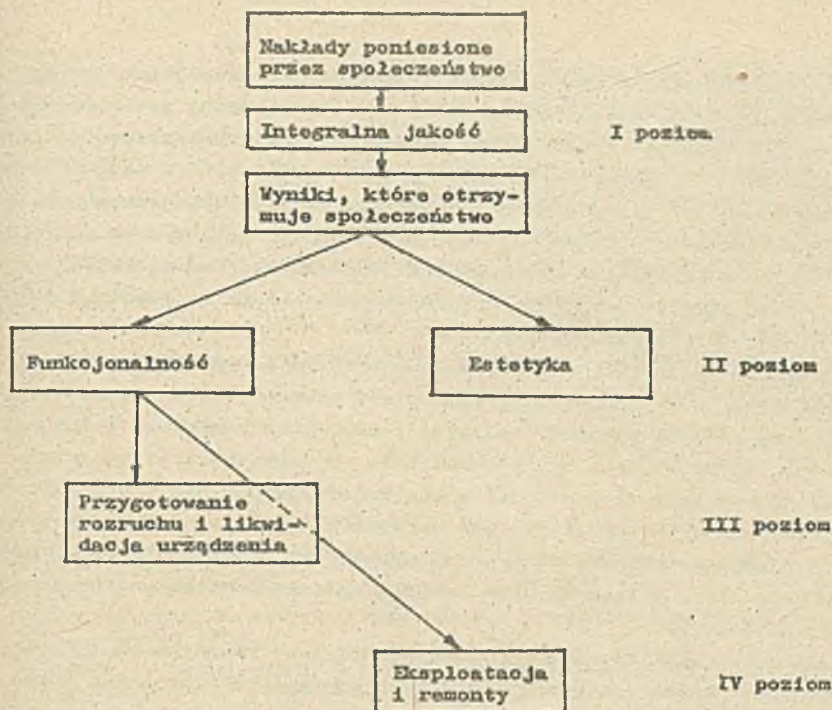 Nakłady poniesione
przez społeczeństwo
Integralna jakość
I poziom
Wyniki, które otrzy-
muje społeczeństwo
Funkcjonalność
Estetyka
II poziom
Przygotowanie
rozruchu i likwi-
dacja urządzenia
III poziom
Eksploatacja
i remonty
IV poziom